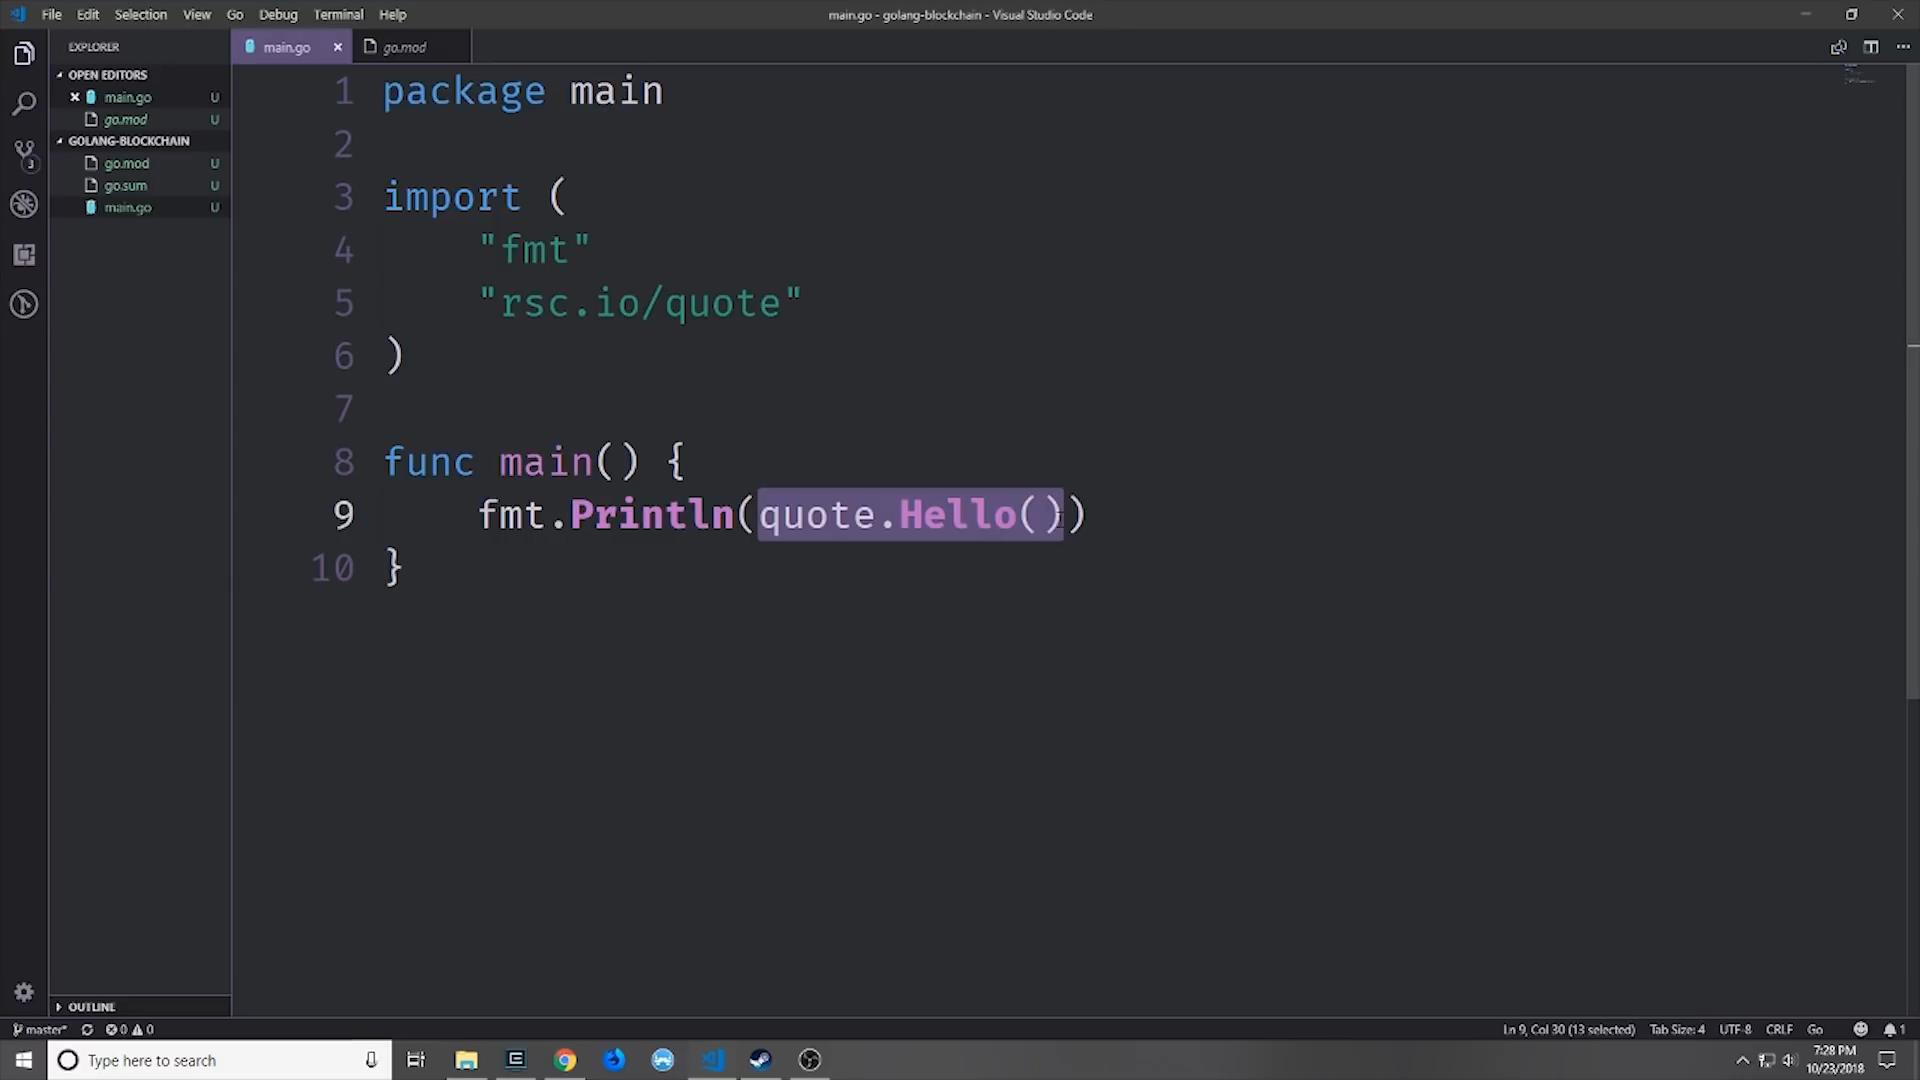 File Edit Selection View Go Debug Terminal Help
main.go - golang-blockchain - Visual Studio Code
EXPLORER
OPEN EDITORS
main.go U
go.mod U
GOLANG-BLOCKCHAIN
go.mod U
go.sum U
main.go U
OUTLINE
main.go
go.mod
1 package main
2
3 import (
4 "fmt"
5 "rsc.io/quote"
6 )
7
8 func main() {
9 fmt.Println(quote.Hello())
10 }
3
master* 0 0
Ln 9, Col 30 (13 selected) Tab Size: 4 UTF-8 CRLF Go 1
Type here to search
7:28 PM
10/23/2018